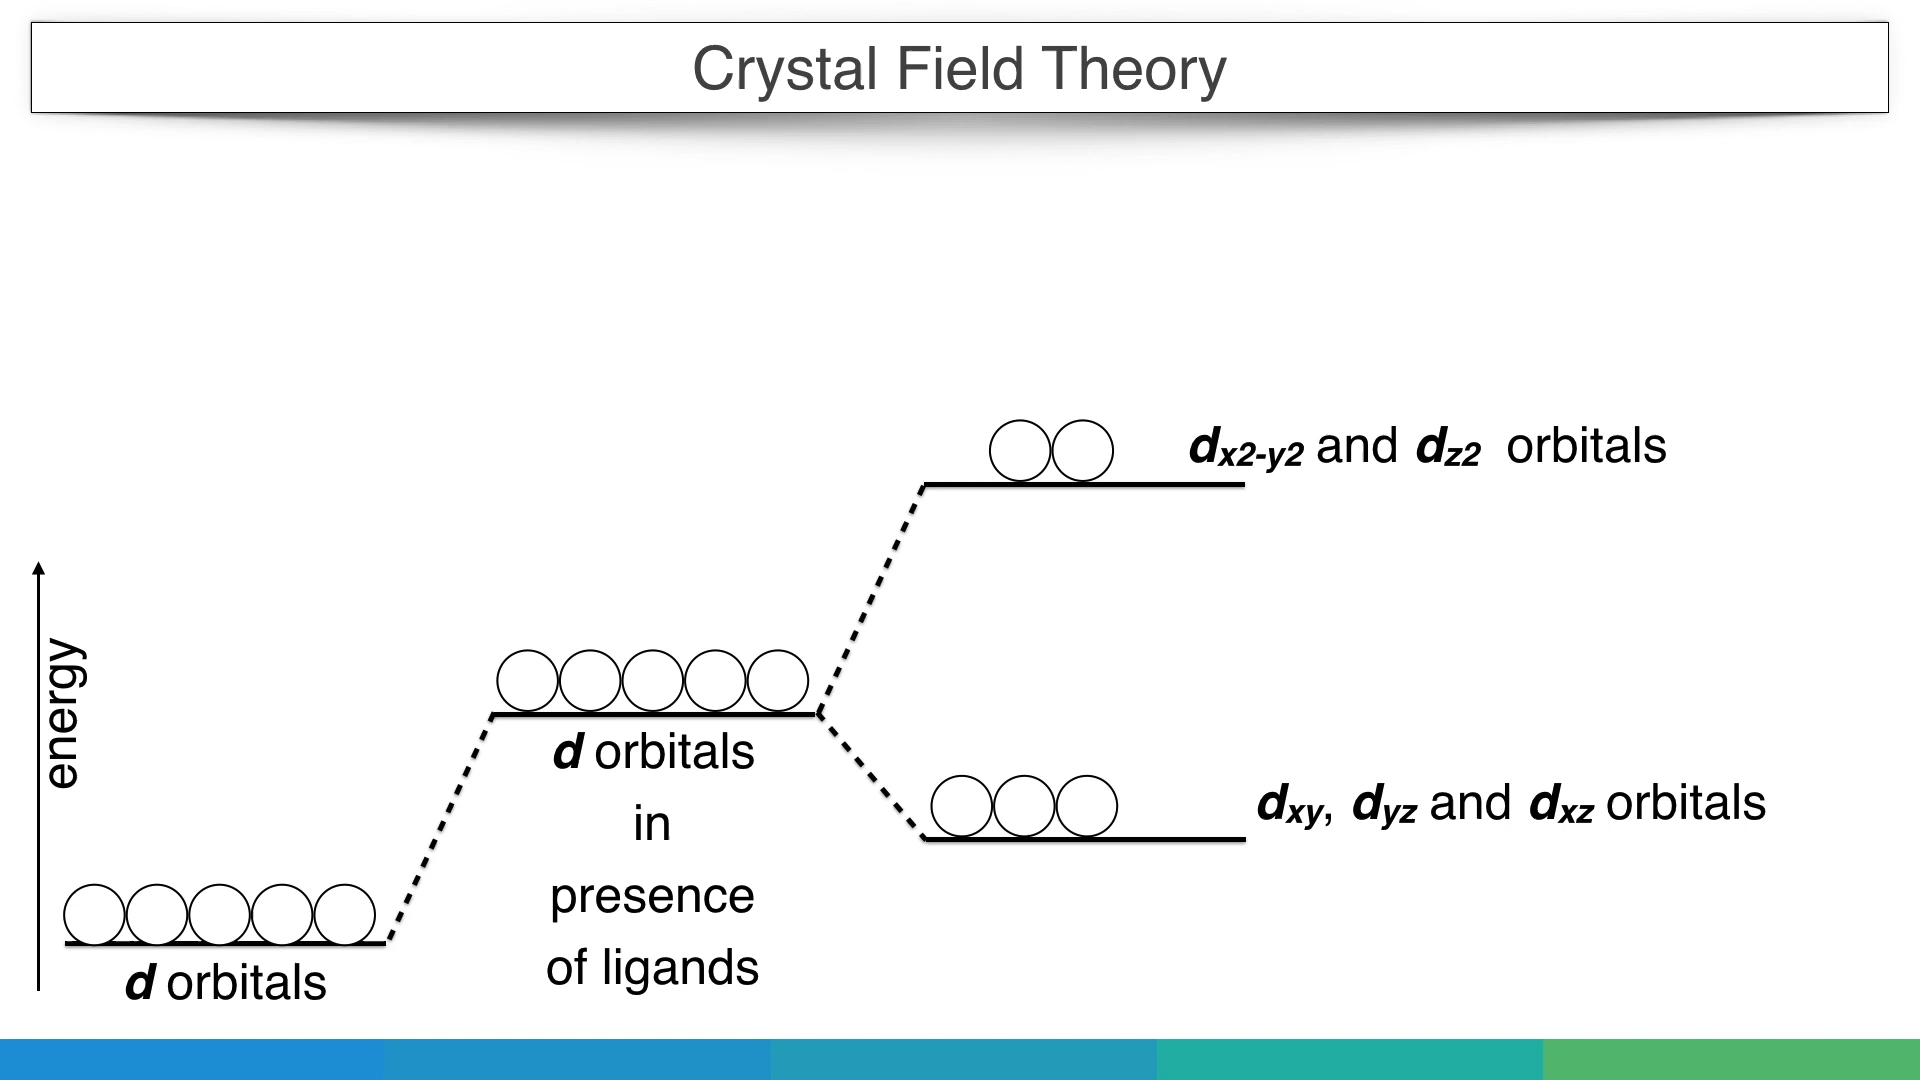 Crystal Field Theory
dx2-y2 and dz2 orbitals
energy
d orbitals
in
presence
of ligands
dxy, dyz and dxz orbitals
d orbitals